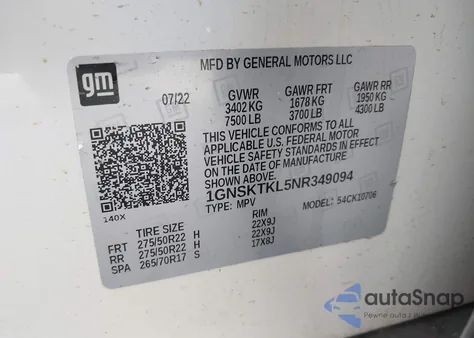 gm
MFD BY GENERAL MOTORS LLC
07/22 GVWR GAWR FRT GAWR RR
3402 KG 1678 KG 1950 KG
7500 LB 3700 LB 4300 LB
THIS VEHICLE CONFORMS TO ALL
APPLICABLE U.S. FEDERAL MOTOR
VEHICLE SAFETY STANDARDS IN EFFECT
ON THE DATE OF MANUFACTURE SHOWN
ABOVE.
1GNSKTKL5NR349094
TYPE: MPV MODEL: 54CK10706
140X
TIRE SIZE RIM
FRT 275/50R22 H 22X9J
RR 275/50R22 H 22X9J
SPA 265/70R17 S 17X8J
autoSnap
Pewne auto z USA